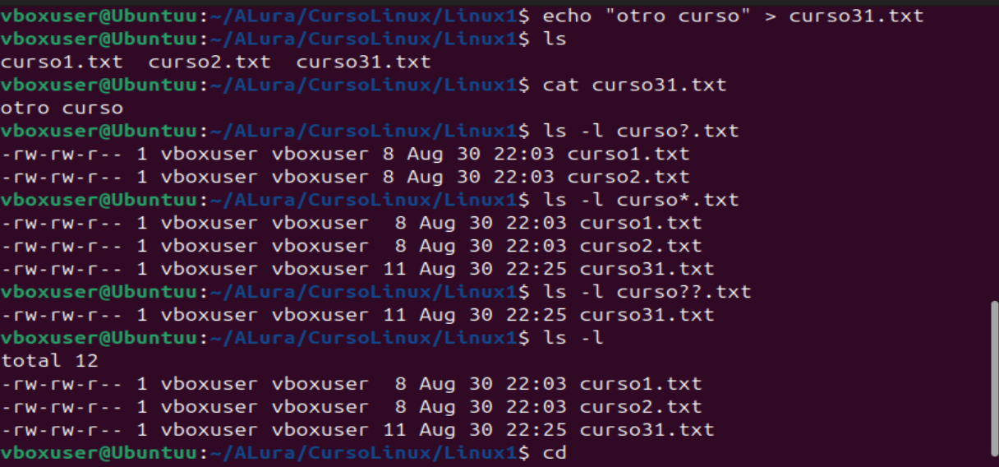 vboxuser@Ubuntuu:~/ALura/CursoLinux/Linux1$ echo "otro curso" > curso31.txt
vboxuser@Ubuntuu:~/ALura/CursoLinux/Linux1$ ls
curso1.txt  curso2.txt  curso31.txt
vboxuser@Ubuntuu:~/ALura/CursoLinux/Linux1$ cat curso31.txt
otro curso
vboxuser@Ubuntuu:~/ALura/CursoLinux/Linux1$ ls -l curso?.txt
-rw-rw-r-- 1 vboxuser vboxuser 8 Aug 30 22:03 curso1.txt
-rw-rw-r-- 1 vboxuser vboxuser 8 Aug 30 22:03 curso2.txt
vboxuser@Ubuntuu:~/ALura/CursoLinux/Linux1$ ls -l curso*.txt
-rw-rw-r-- 1 vboxuser vboxuser  8 Aug 30 22:03 curso1.txt
-rw-rw-r-- 1 vboxuser vboxuser  8 Aug 30 22:03 curso2.txt
-rw-rw-r-- 1 vboxuser vboxuser 11 Aug 30 22:25 curso31.txt
vboxuser@Ubuntuu:~/ALura/CursoLinux/Linux1$ ls -l curso??.txt
-rw-rw-r-- 1 vboxuser vboxuser 11 Aug 30 22:25 curso31.txt
vboxuser@Ubuntuu:~/ALura/CursoLinux/Linux1$ ls -l
total 12
-rw-rw-r-- 1 vboxuser vboxuser  8 Aug 30 22:03 curso1.txt
-rw-rw-r-- 1 vboxuser vboxuser  8 Aug 30 22:03 curso2.txt
-rw-rw-r-- 1 vboxuser vboxuser 11 Aug 30 22:25 curso31.txt
vboxuser@Ubuntuu:~/ALura/CursoLinux/Linux1$ cd